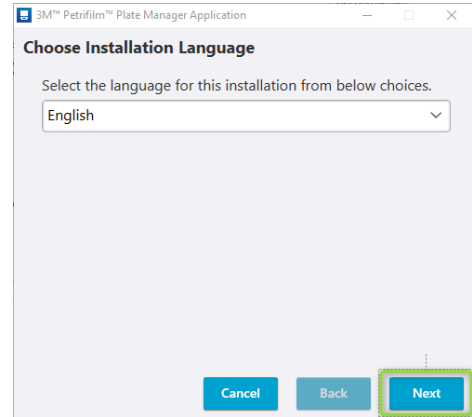 3M™ Petrifilm™ Plate Manager Application
Choose Installation Language
Select the language for this installation from below choices.
English
Cancel Back Next